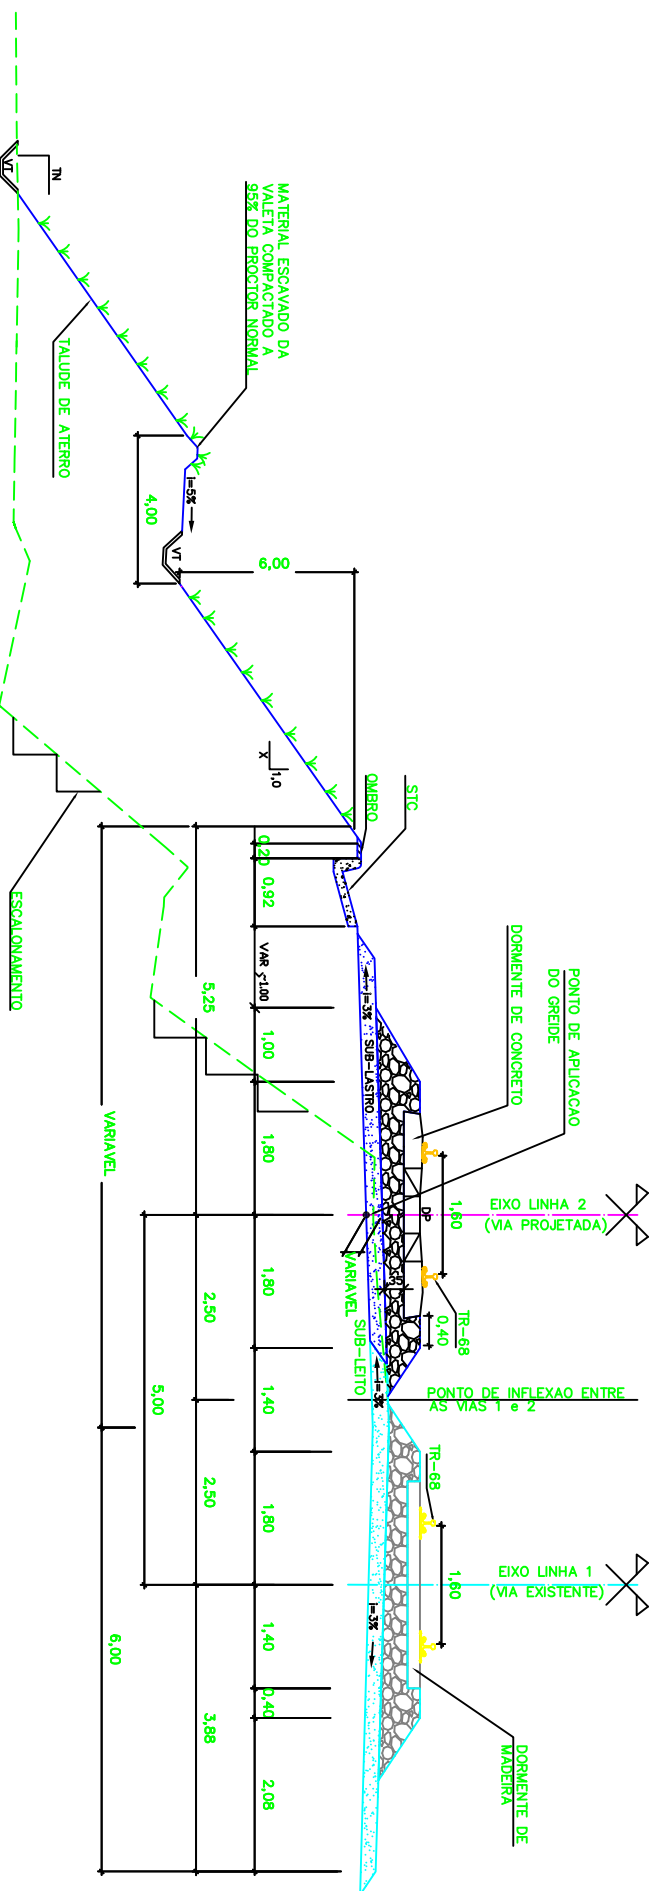 EIXO LINHA 2
(VIA PROJETADA)
EIXO LINHA 1
(VIA EXISTENTE)
PONTO DE APLICACAO
DO GREIDE
DORMENTE DE CONCRETO
DORMENTE DE
MADEIRA
STC
OMBRO
1,60
DP
TR-68
0,40
PONTO DE INFLEXAO ENTRE
AS VIAS 1 e 2
TR-68
1,60
i=3%
SUB-LASTRO
35
VARIAVEL SUB-LEITO
i=3%
i=3%
MATERIAL ESCAVADO DA
VALETA COMPACTADO A
95% DO PROCTOR NORMAL
6,00
1,0
X
0,20
0,92
VAR ~1.00
1,00
1,80
1,80
1,40
1,80
1,40
0,40
2,08
i=5%
VT
5,25
2,50
2,50
3,88
4,00
5,00
VARIAVEL
6,00
TN
TALUDE DE ATERRO
VT
ESCALONAMENTO